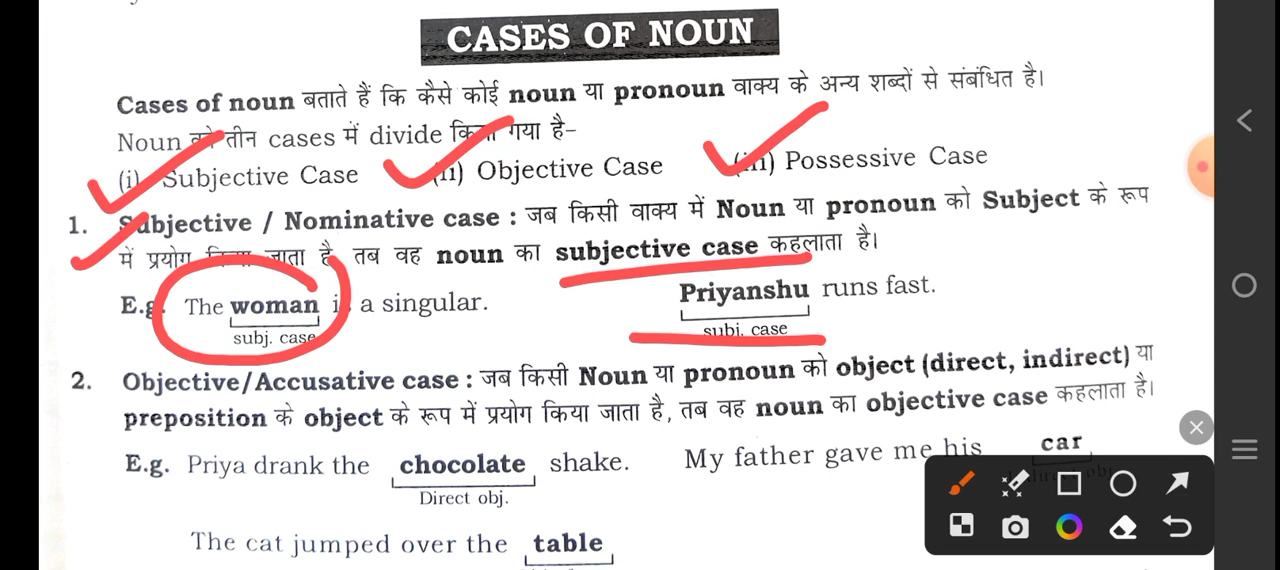 CASES OF NOUN
Cases of noun बताते हैं कि कैसे कोई noun या pronoun वाक्य के अन्य शब्दों से संबंधित है।
Noun को तीन cases में divide किया गया है–
(i) Subjective Case (ii) Objective Case (iii) Possessive Case
1. Subjective / Nominative case : जब किसी वाक्य में Noun या pronoun को Subject के रूप
में प्रयोग किया जाता है, तब वह noun का subjective case कहलाता है।
E.g. The woman is a singular. Priyanshu runs fast.
subj. case subj. case
2. Objective/Accusative case : जब किसी Noun या pronoun को object (direct, indirect) या
preposition के object के रूप में प्रयोग किया जाता है, तब वह noun का objective case कहलाता है।
E.g. Priya drank the chocolate shake. My father gave me his car
Direct obj.
The cat jumped over the table